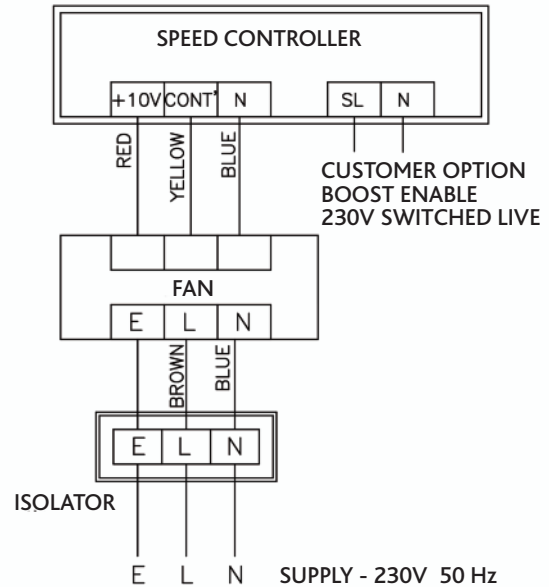 SPEED CONTROLLER
+10V CONT' N SL N
RED YELLOW BLUE
CUSTOMER OPTION
BOOST ENABLE
230V SWITCHED LIVE
FAN
E L N
BROWN BLUE
E L N
ISOLATOR
E L N SUPPLY - 230V 50 Hz